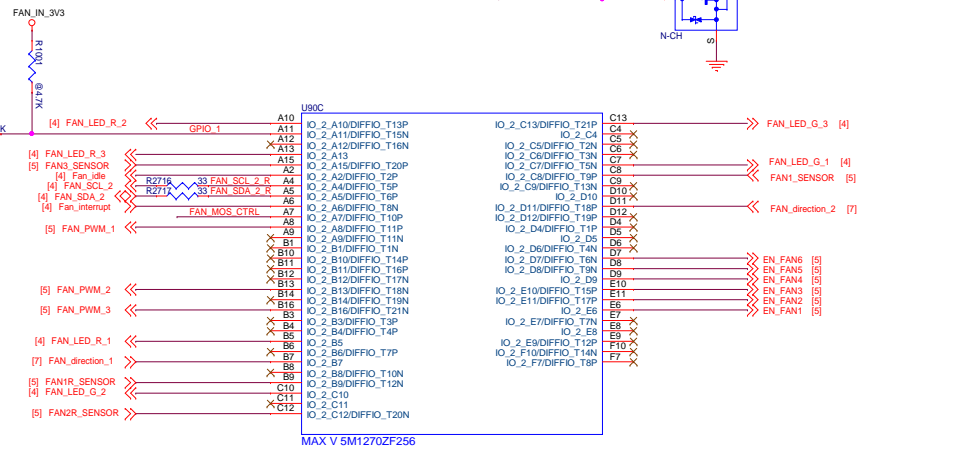 FAN_IN_3V3
R1001
@4.7K
K
N-CH
S
U90C
[4] FAN_LED_R_2
GPIO_1
[4] FAN_LED_R_3
[5] FAN3_SENSOR
[4] Fan_idle
[4] FAN_SCL_2
R2716 33 FAN_SCL_2_R
[4] FAN_SDA_2
R2717 33 FAN_SDA_2_R
[4] Fan_interrupt
FAN_MOS_CTRL
[5] FAN_PWM_1
[5] FAN_PWM_2
[5] FAN_PWM_3
[4] FAN_LED_R_1
[7] FAN_direction_1
[5] FAN1R_SENSOR
[4] FAN_LED_G_2
[5] FAN2R_SENSOR
A10 IO_2_A10/DIFFIO_T13P
A11 IO_2_A11/DIFFIO_T15N
A12 IO_2_A12/DIFFIO_T16N
A13 IO_2_A13
A15 IO_2_A15/DIFFIO_T20P
A2 IO_2_A2/DIFFIO_T2P
A4 IO_2_A4/DIFFIO_T5P
A5 IO_2_A5/DIFFIO_T6P
A6 IO_2_A6/DIFFIO_T8N
A7 IO_2_A7/DIFFIO_T10P
A8 IO_2_A8/DIFFIO_T11P
A9 IO_2_A9/DIFFIO_T11N
B1 IO_2_B1/DIFFIO_T1N
B10 IO_2_B10/DIFFIO_T14P
B11 IO_2_B11/DIFFIO_T16P
B12 IO_2_B12/DIFFIO_T17N
B13 IO_2_B13/DIFFIO_T18N
B14 IO_2_B14/DIFFIO_T19N
B16 IO_2_B16/DIFFIO_T21N
B3 IO_2_B3/DIFFIO_T3P
B4 IO_2_B4/DIFFIO_T4P
B5 IO_2_B5
B6 IO_2_B6/DIFFIO_T7P
B7 IO_2_B7
B8 IO_2_B8/DIFFIO_T10N
B9 IO_2_B9/DIFFIO_T12N
C10 IO_2_C10
C11 IO_2_C11
C12 IO_2_C12/DIFFIO_T20N
IO_2_C13/DIFFIO_T21P C13
IO_2_C4 C4
IO_2_C5/DIFFIO_T2N C5
IO_2_C6/DIFFIO_T3N C6
IO_2_C7/DIFFIO_T5N C7
IO_2_C8/DIFFIO_T9P C8
IO_2_C9/DIFFIO_T13N C9
IO_2_D10 D10
IO_2_D11/DIFFIO_T18P D11
IO_2_D12/DIFFIO_T19P D12
IO_2_D4/DIFFIO_T1P D4
IO_2_D5 D5
IO_2_D6/DIFFIO_T4N D6
IO_2_D7/DIFFIO_T6N D7
IO_2_D8/DIFFIO_T9N D8
IO_2_D9 D9
IO_2_E10/DIFFIO_T15P E10
IO_2_E11/DIFFIO_T17P E11
IO_2_E6 E6
IO_2_E7/DIFFIO_T7N E7
IO_2_E8 E8
IO_2_E9/DIFFIO_T12P E9
IO_2_F10/DIFFIO_T14N F10
IO_2_F7/DIFFIO_T8P F7
FAN_LED_G_3 [4]
FAN_LED_G_1 [4]
FAN1_SENSOR [5]
FAN_direction_2 [7]
EN_FAN6 [5]
EN_FAN5 [5]
EN_FAN4 [5]
EN_FAN3 [5]
EN_FAN2 [5]
EN_FAN1 [5]
MAX V 5M1270ZF256